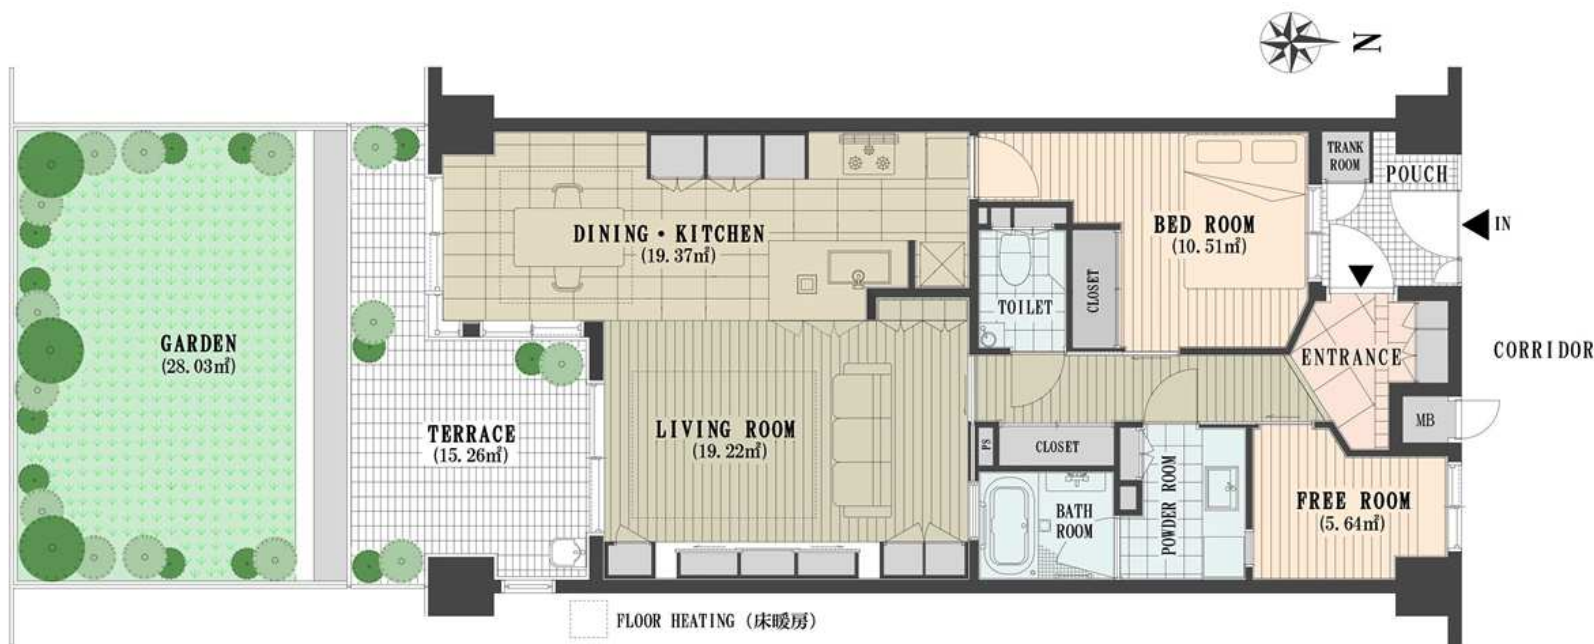 N
TRANK
ROOM
POUCH
IN
BED ROOM
(10.51㎡)
DINING・KITCHEN
(19.37㎡)
CLOSET
TOILET
GARDEN
(28.03㎡)
ENTRANCE
CORRIDOR
TERRACE
(15.26㎡)
LIVING ROOM
(19.22㎡)
MB
PS
CLOSET
POWDER ROOM
BATH
ROOM
FREE ROOM
(5.64㎡)
FLOOR HEATING (床暖房)